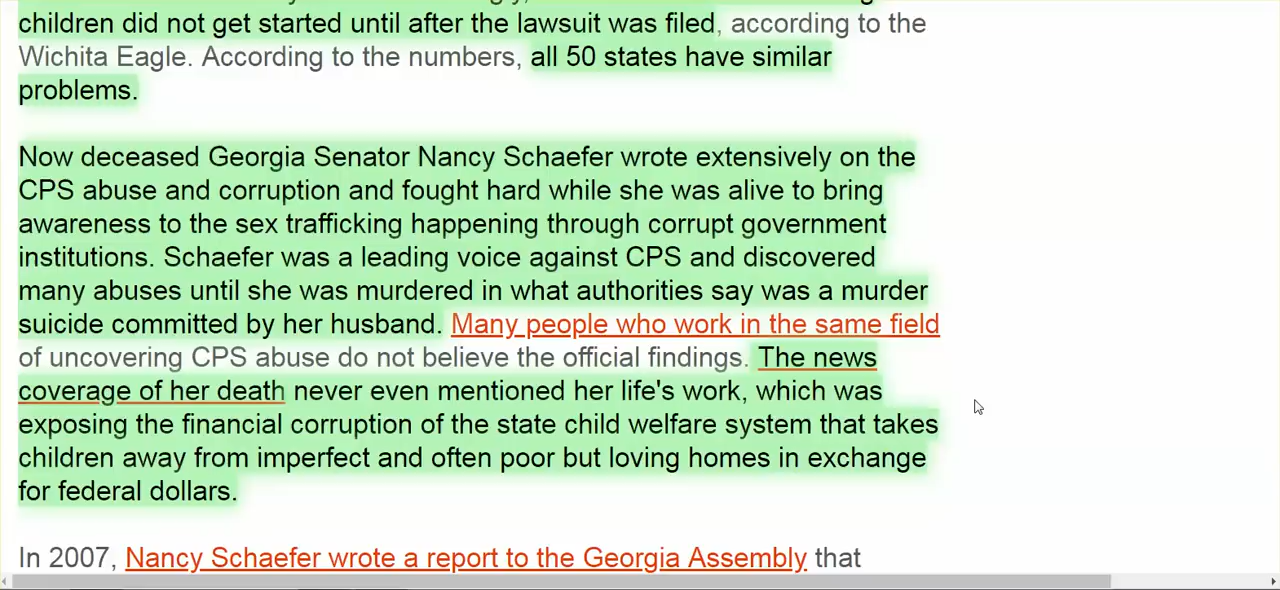 children did not get started until after the lawsuit was filed, according to the
Wichita Eagle. According to the numbers, all 50 states have similar
problems.
Now deceased Georgia Senator Nancy Schaefer wrote extensively on the
CPS abuse and corruption and fought hard while she was alive to bring
awareness to the sex trafficking happening through corrupt government
institutions. Schaefer was a leading voice against CPS and discovered
many abuses until she was murdered in what authorities say was a murder
suicide committed by her husband. Many people who work in the same field
of uncovering CPS abuse do not believe the official findings. The news
coverage of her death never even mentioned her life's work, which was
exposing the financial corruption of the state child welfare system that takes
children away from imperfect and often poor but loving homes in exchange
for federal dollars.
In 2007, Nancy Schaefer wrote a report to the Georgia Assembly that